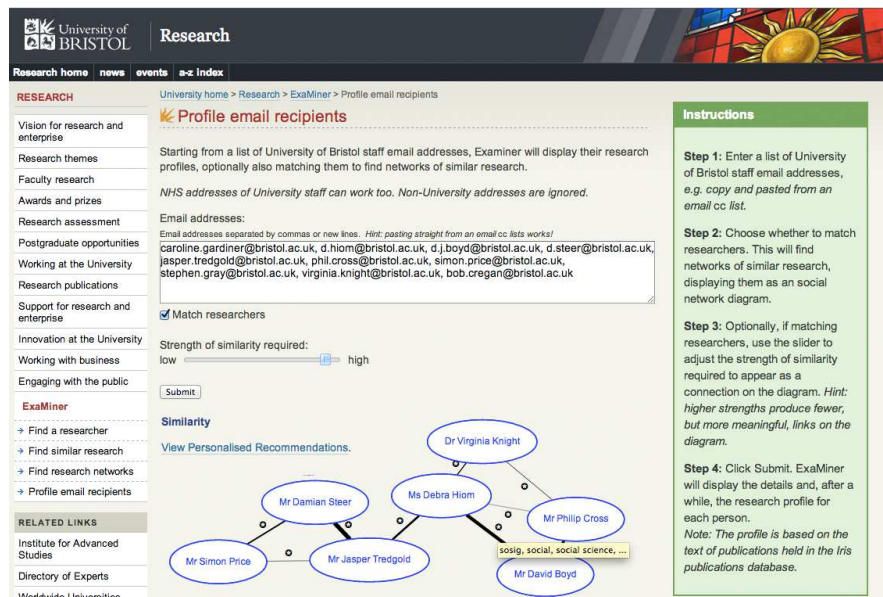 University of
BRISTOL
Research
Research home news events a-z index
RESEARCH
Vision for research and
enterprise
Research themes
Faculty research
Awards and prizes
Research assessment
Postgraduate opportunities
Working at the University
Research publications
Support for research and
enterprise
Innovation at the University
Working with business
Engaging with the public
ExaMiner
Find a researcher
Find similar research
Find research networks
Profile email recipients
RELATED LINKS
Institute for Advanced
Studies
Directory of Experts
Worldwide Universities
University home > Research > ExaMiner > Profile email recipients
Profile email recipients
Starting from a list of University of Bristol staff email addresses, Examiner will display their research
profiles, optionally also matching them to find networks of similar research.
NHS addresses of University staff can work too. Non-University addresses are ignored.
Email addresses:
Email addresses separated by commas or new lines. Hint: pasting straight from an email cc lists works!
caroline.gardiner@bristol.ac.uk, d.hiom@bristol.ac.uk, d.j.boyd@bristol.ac.uk, d.steer@bristol.ac.uk,
jasper.tredgold@bristol.ac.uk, phil.cross@bristol.ac.uk, simon.price@bristol.ac.uk,
stephen.gray@bristol.ac.uk, virginia.knight@bristol.ac.uk, bob.cregan@bristol.ac.uk
Match researchers
Strength of similarity required:
low high
Submit
Similarity
View Personalised Recommendations.
Dr Virginia Knight
Mr Damian Steer
Ms Debra Hiom
Mr Philip Cross
sosig, social, social science, ...
Mr Simon Price
Mr Jasper Tredgold
Mr David Boyd
Instructions
Step 1: Enter a list of University
of Bristol staff email addresses,
e.g. copy and pasted from an
email cc list.
Step 2: Choose whether to match
researchers. This will find
networks of similar research,
displaying them as an social
network diagram.
Step 3: Optionally, if matching
researchers, use the slider to
adjust the strength of similarity
required to appear as a
connection on the diagram. Hint:
higher strengths produce fewer,
but more meaningful, links on the
diagram.
Step 4: Click Submit. ExaMiner
will display the details and, after a
while, the research profile for
each person.
Note: The profile is based on the
text of publications held in the Iris
publications database.